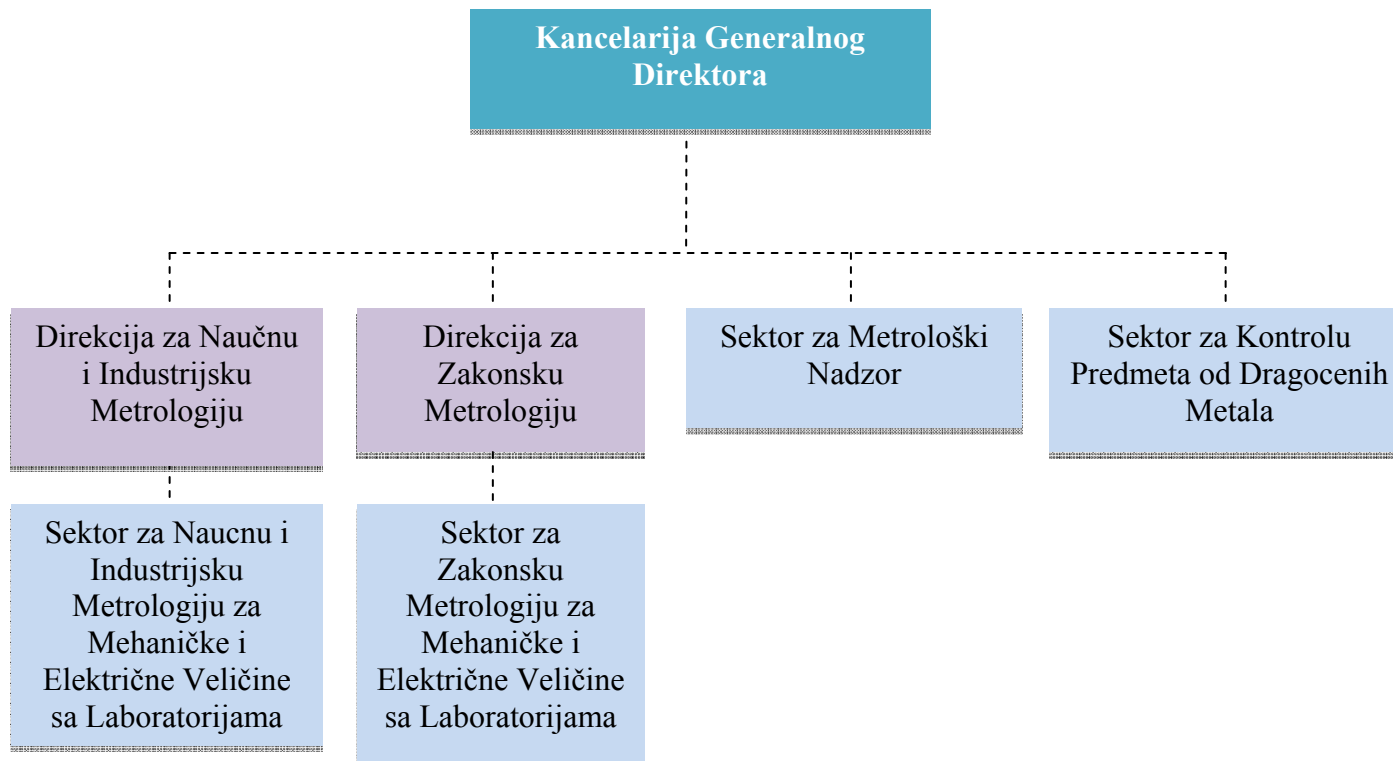 Kancelarija Generalnog
Direktora
Direkcija za Naučnu
i Industrijsku
Metrologiju
Direkcija za
Zakonsku
Metrologiju
Sektor za Metrološki
Nadzor
Sektor za Kontrolu
Predmeta od Dragocenih
Metala
Sektor za Naucnu i
Industrijsku
Metrologiju za
Mehaničke i
Električne Veličine
sa Laboratorijama
Sektor za
Zakonsku
Metrologiju za
Mehaničke i
Električne Veličine
sa Laboratorijama